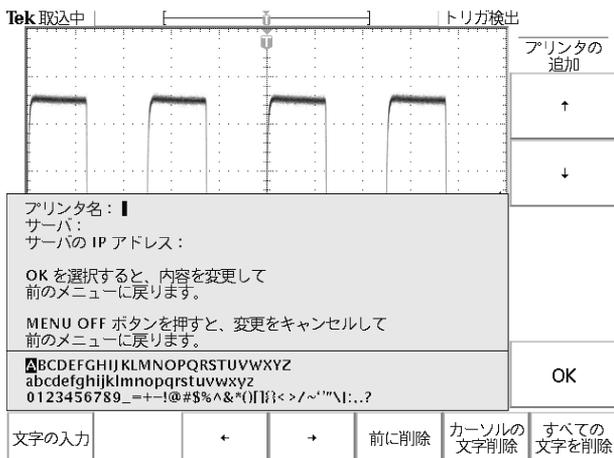 Tek 取込中
トリガ検出
T
T
プリンタの
追加
↑
↓
プリンタ名：
サーバ：
サーバの IP アドレス：
OK を選択すると、内容を変更して
前のメニューに戻ります。
MENU OFF ボタンを押すと、変更をキャンセルして
前のメニューに戻ります。
ABCDEFGHIJKLMNOPQRSTUVWXYZ
abcdefghijklmnopqrstuvwxyz
0123456789_=+-!@#$%^&*()[]{}<>/~'"\|:,.?
OK
文字の入力
←
→
前に削除
カーソルの
文字削除
すべての
文字を削除